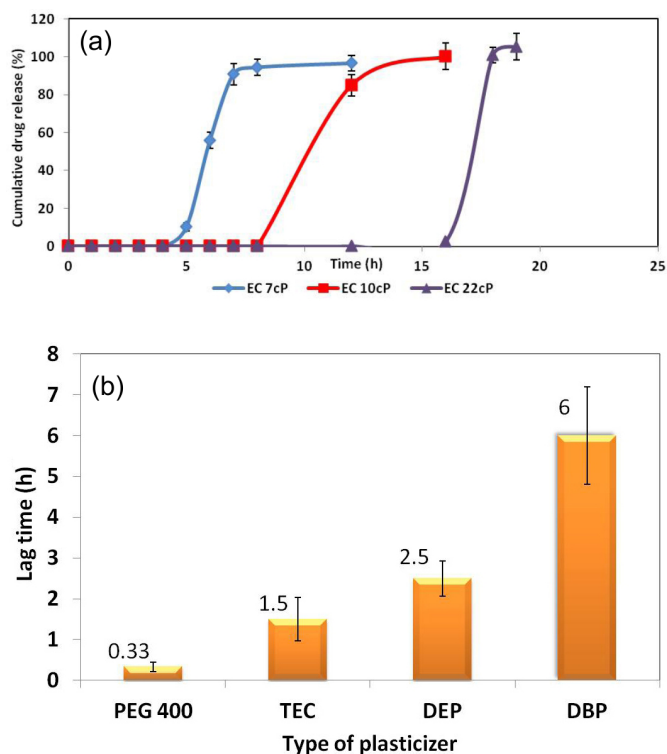 (a)
Cumulative drug release (%)
120
100
80
60
40
20
0
0 5 10 15 20 25
Time (h)
EC 7cP EC 10cP EC 22cP
(b)
Lag time (h)
8
7
6
5
4
3
2
1
0
0.33
1.5
2.5
6
PEG 400 TEC DEP DBP
Type of plasticizer